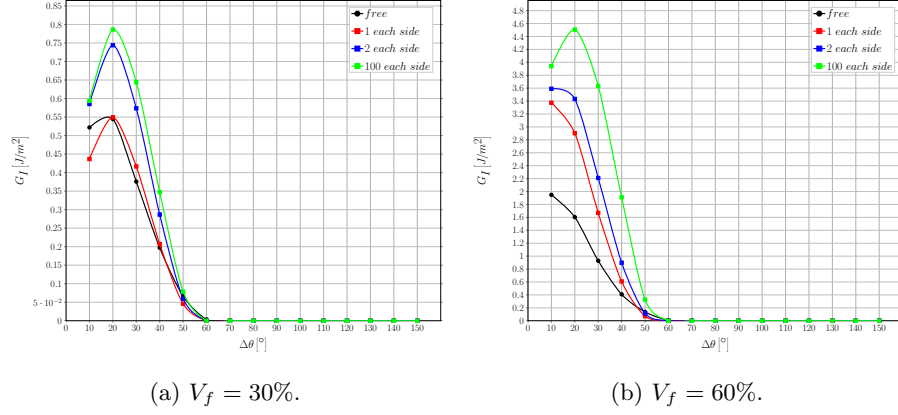 0.85
0.8
0.75
0.7
0.65
0.6
0.55
0.5
0.45
0.4
0.35
0.3
0.25
0.2
0.15
0.1
5 · 10⁻²
0
G_I [J/m²]
0 10 20 30 40 50 60 70 80 90 100 110 120 130 140 150
Δθ [°]
free
1 each side
2 each side
100 each side
(a) V_f = 30%.
4.8
4.6
4.4
4.2
4
3.8
3.6
3.4
3.2
3
2.8
2.6
2.4
2.2
2
1.8
1.6
1.4
1.2
1
0.8
0.6
0.4
0.2
0
G_I [J/m²]
0 10 20 30 40 50 60 70 80 90 100 110 120 130 140 150
Δθ [°]
free
1 each side
2 each side
100 each side
(b) V_f = 60%.